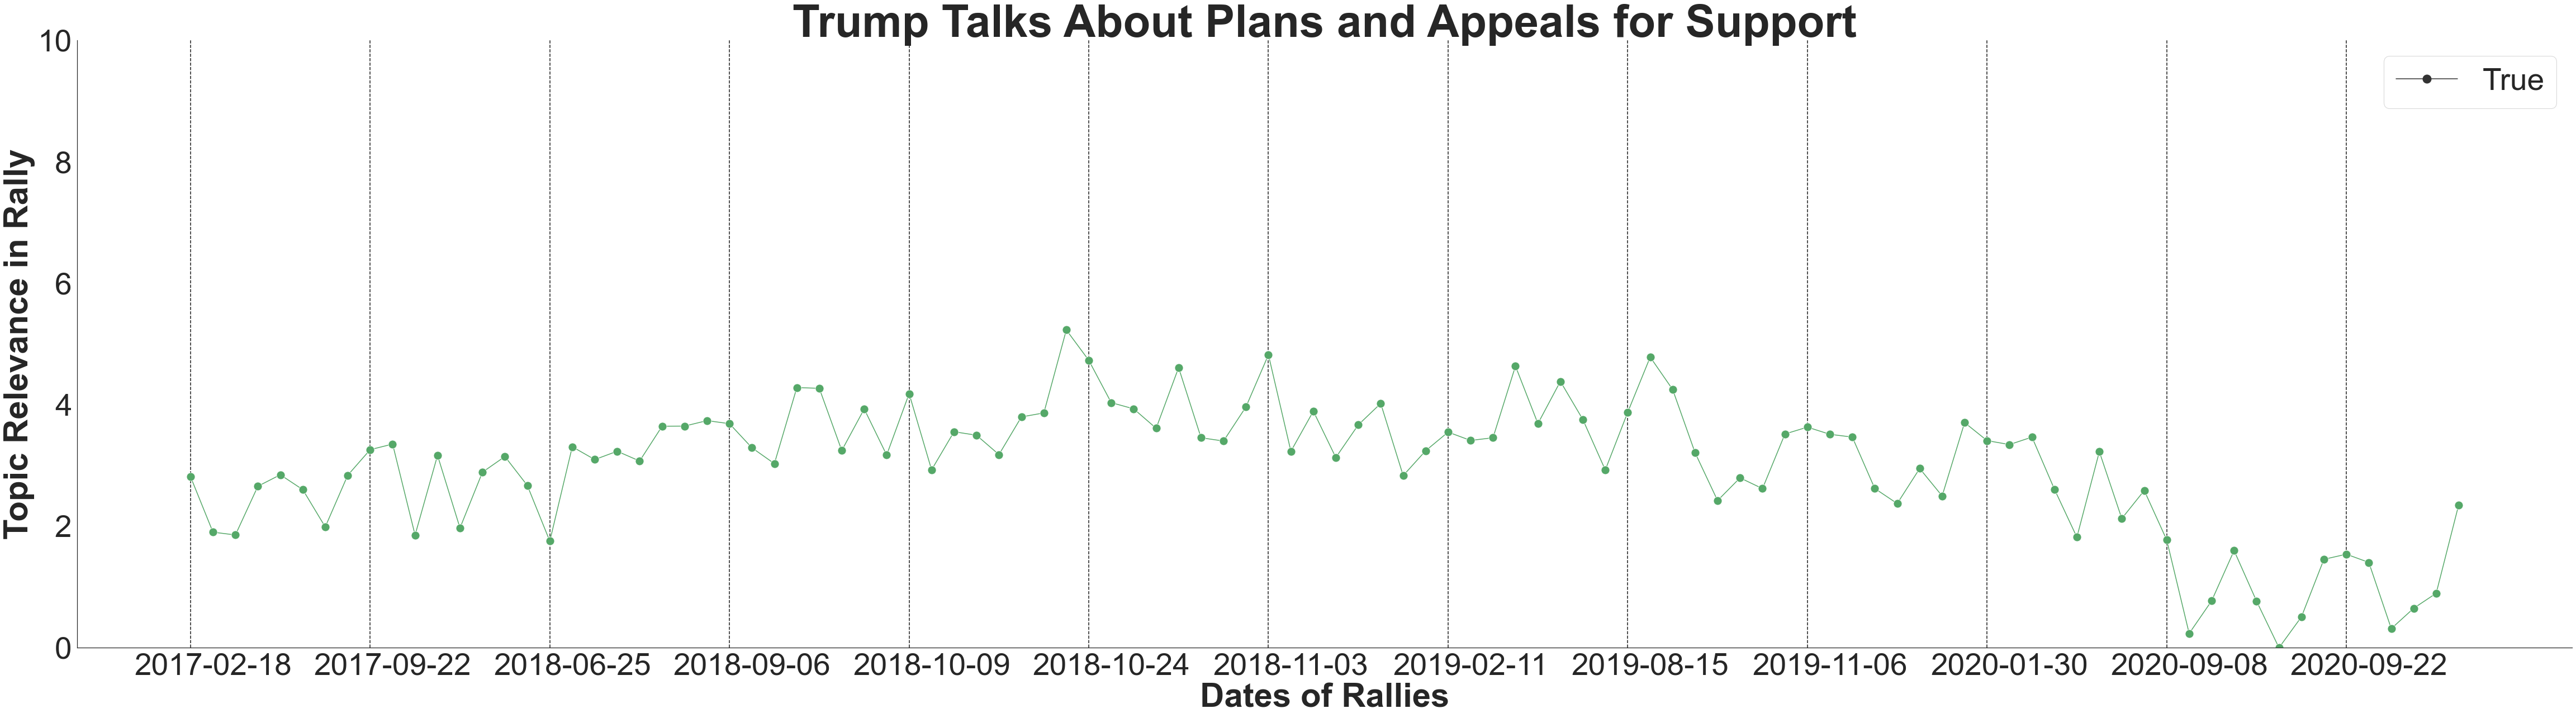 Trump Talks About Plans and Appeals for Support
True
Topic Relevance in Rally
10
8
6
4
2
0
2017-02-18 2017-09-22 2018-06-25 2018-09-06 2018-10-09 2018-10-24 2018-11-03 2019-02-11 2019-08-15 2019-11-06 2020-01-30 2020-09-08 2020-09-22
Dates of Rallies